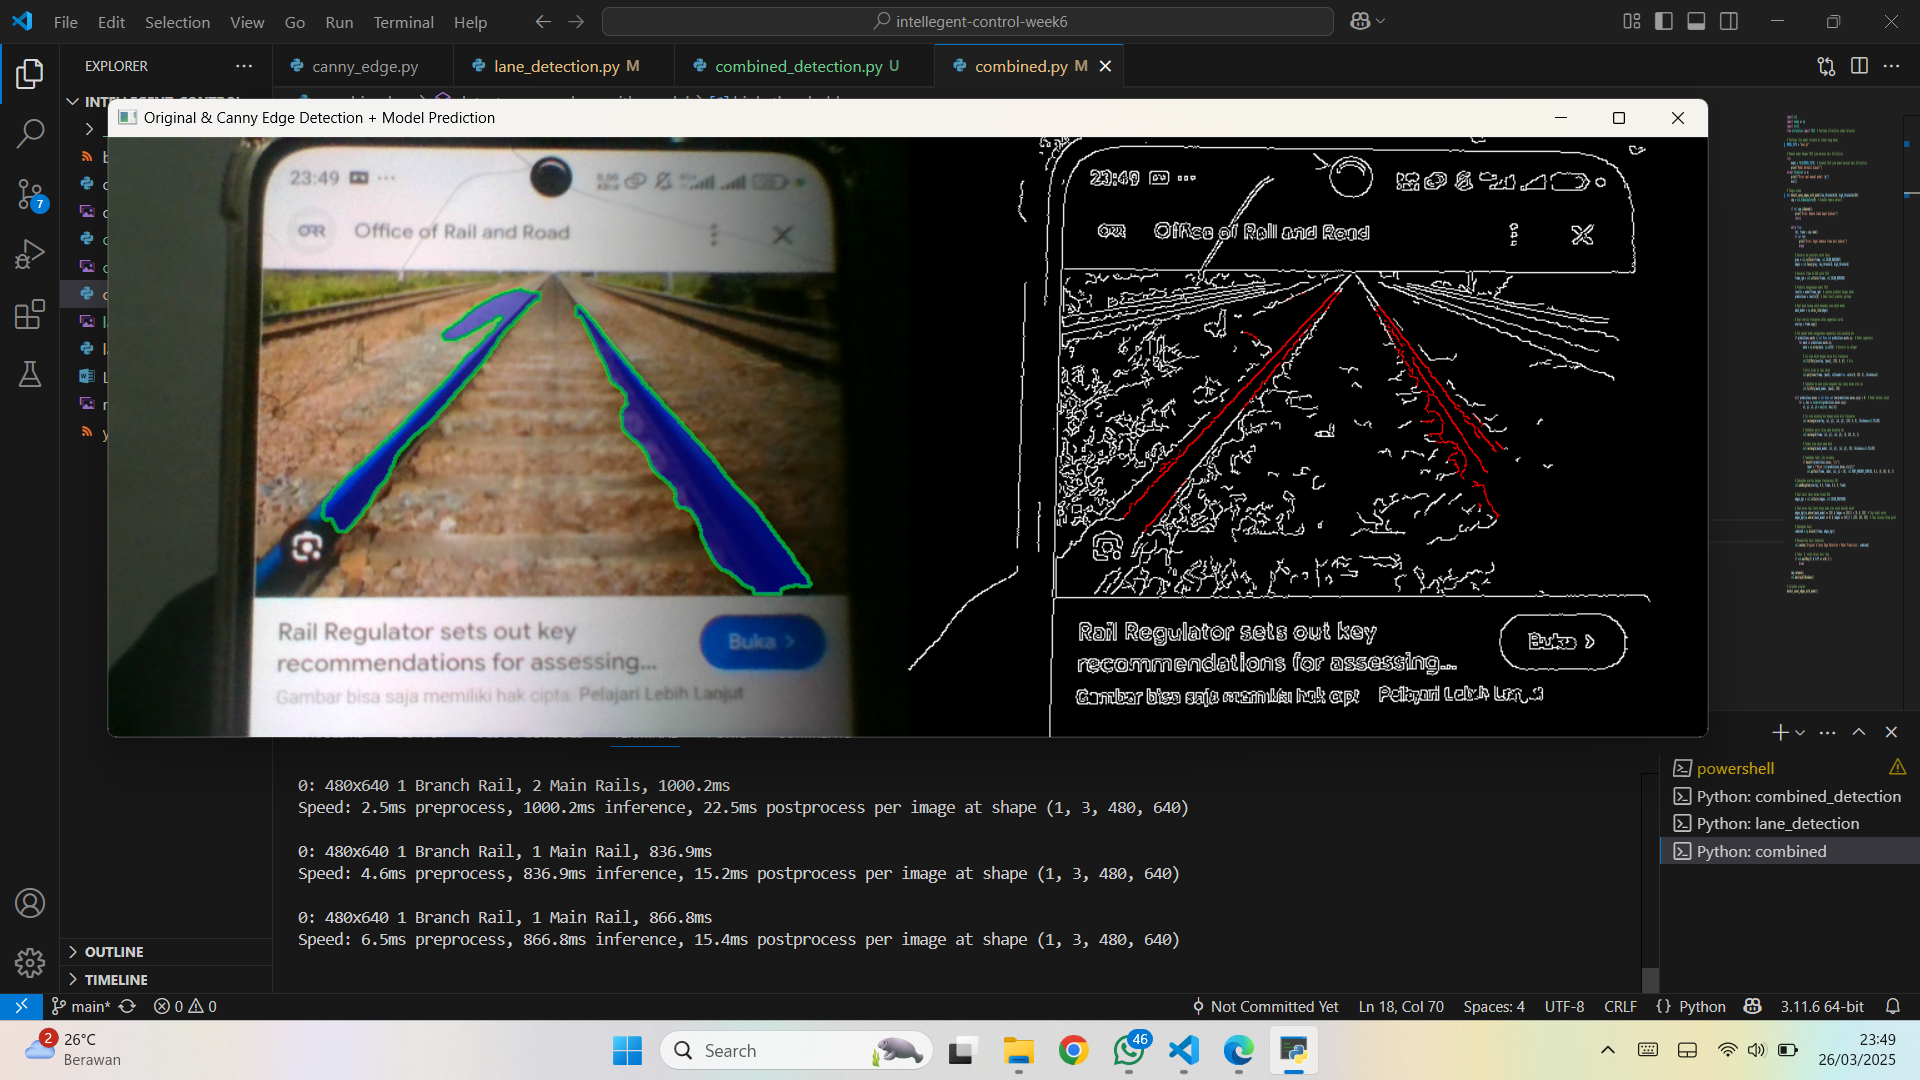 File Edit Selection View Go Run Terminal Help
intellegent-control-week6
EXPLORER
canny_edge.py
lane_detection.py M
combined_detection.py U
combined.py M
Original & Canny Edge Detection + Model Prediction
23:49
Office of Rail and Road
Rail Regulator sets out key
recommendations for assessing...
Buka >
Gambar bisa saja memiliki hak cipta. Pelajari Lebih Lanjut
23:49
Office of Rail and Road
Rail Regulator sets out key
recommendations for assessing...
Buka >
Gambar bisa saja memiliki hak cipt Pelajari Lebih
7
0: 480x640 1 Branch Rail, 2 Main Rails, 1000.2ms
Speed: 2.5ms preprocess, 1000.2ms inference, 22.5ms postprocess per image at shape (1, 3, 480, 640)
0: 480x640 1 Branch Rail, 1 Main Rail, 836.9ms
Speed: 4.6ms preprocess, 836.9ms inference, 15.2ms postprocess per image at shape (1, 3, 480, 640)
0: 480x640 1 Branch Rail, 1 Main Rail, 866.8ms
Speed: 6.5ms preprocess, 866.8ms inference, 15.4ms postprocess per image at shape (1, 3, 480, 640)
powershell
Python: combined_detection
Python: lane_detection
Python: combined
OUTLINE
TIMELINE
main* 0 0
Not Committed Yet Ln 18, Col 70 Spaces: 4 UTF-8 CRLF {} Python 3.11.6 64-bit
2
26°C
Berawan
Search
46
23:49
26/03/2025